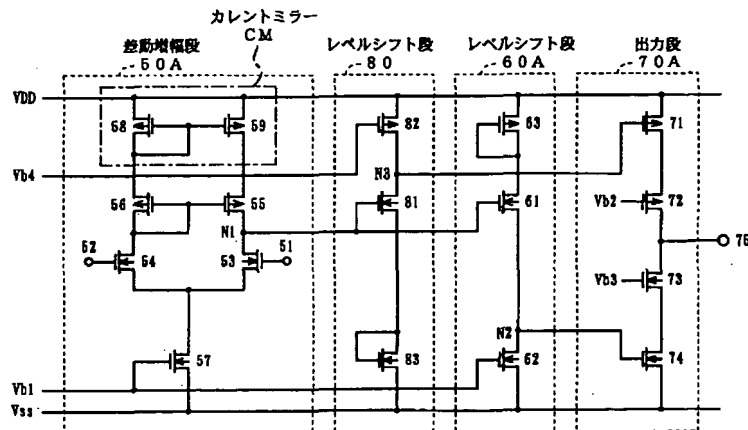 カレントミラー
CM
差動増幅段
50A
レベルシフト段
80
レベルシフト段
60A
出力段
70A
VDD
58
59
82
63
71
Vb4
N3
56
55
81
61
Vb2
72
52
N1
51
75
54
53
Vb3
73
N2
57
83
62
74
Vb1
Vss